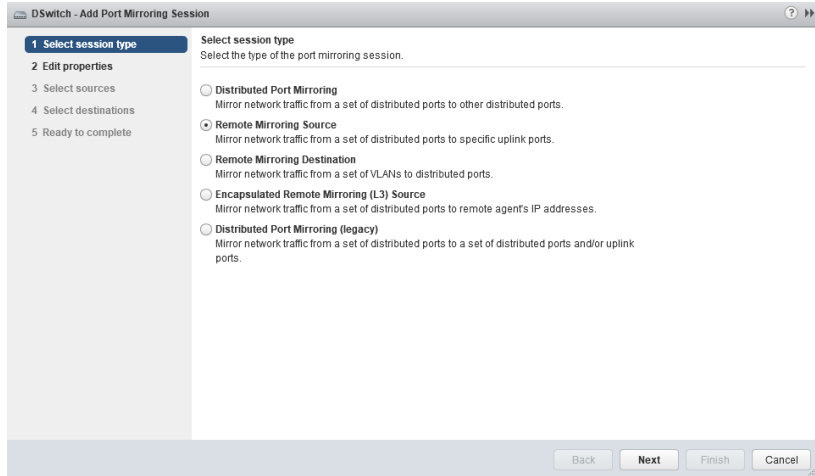 DSwitch - Add Port Mirroring Session
?
1 Select session type
2 Edit properties
3 Select sources
4 Select destinations
5 Ready to complete
Select session type
Select the type of the port mirroring session.
Distributed Port Mirroring
Mirror network traffic from a set of distributed ports to other distributed ports.
Remote Mirroring Source
Mirror network traffic from a set of distributed ports to specific uplink ports.
Remote Mirroring Destination
Mirror network traffic from a set of VLANs to distributed ports.
Encapsulated Remote Mirroring (L3) Source
Mirror network traffic from a set of distributed ports to remote agent's IP addresses.
Distributed Port Mirroring (legacy)
Mirror network traffic from a set of distributed ports to a set of distributed ports and/or uplink
ports.
Back
Next
Finish
Cancel